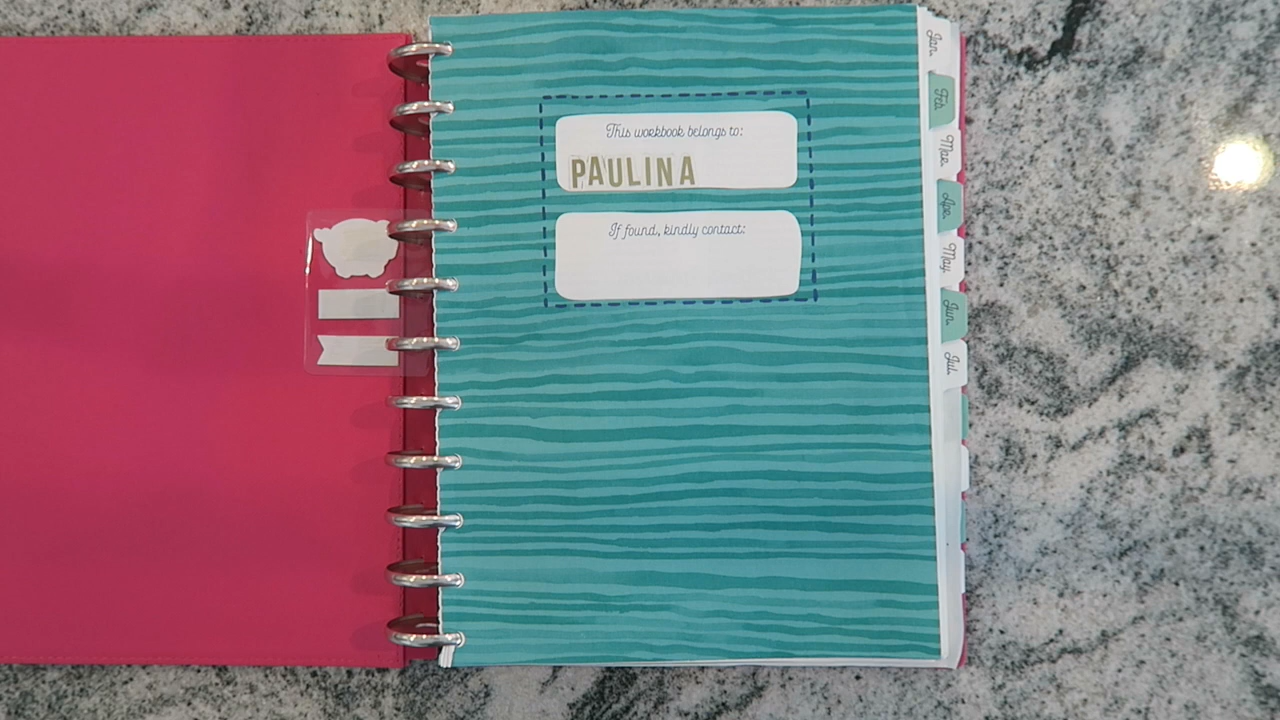 This workbook belongs to:
PAULINA
If found, kindly contact:
Jan.
Feb.
Mar.
Apr.
May.
Jun.
Jul.